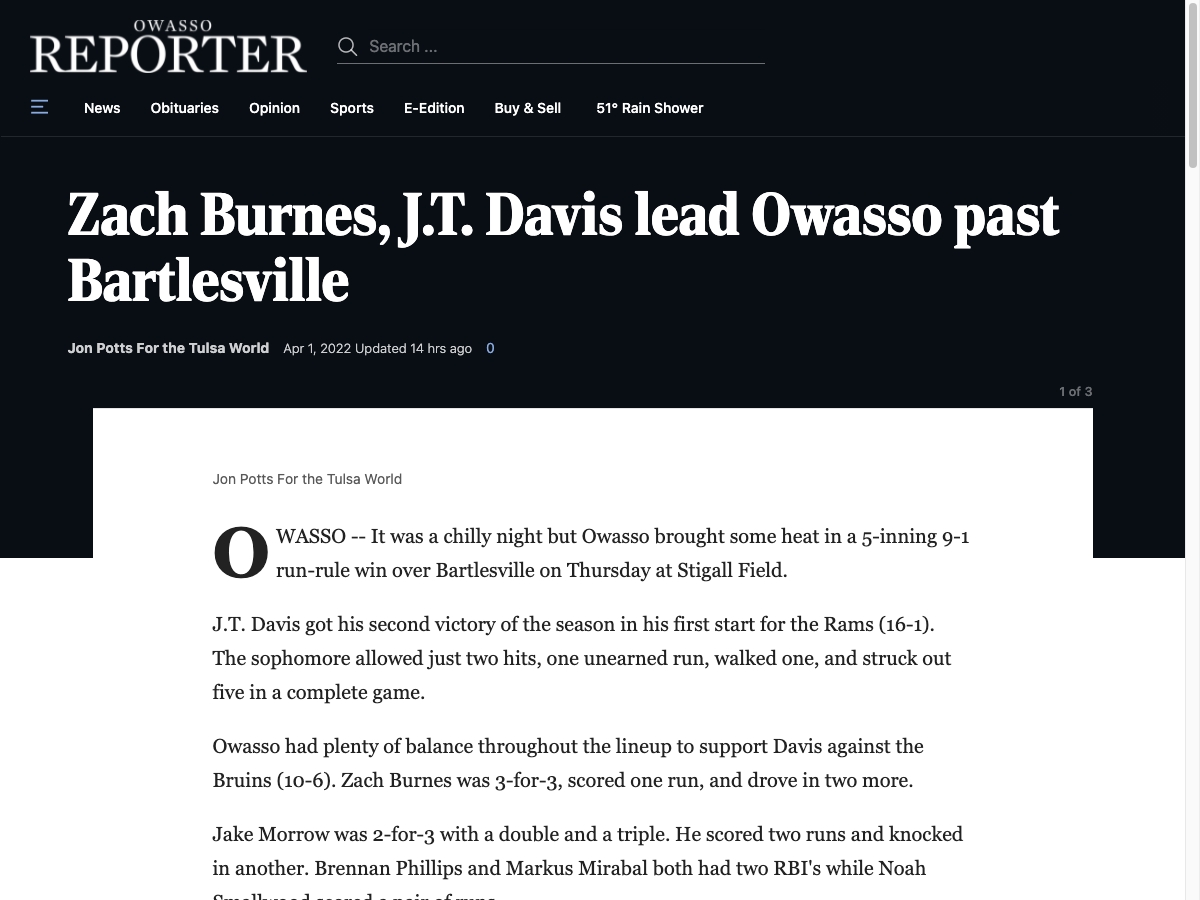 OWASSO
REPORTER
Search ...
News Obituaries Opinion Sports E-Edition Buy & Sell 51° Rain Shower
Zach Burnes, J.T. Davis lead Owasso past
Bartlesville
Jon Potts For the Tulsa World Apr 1, 2022 Updated 14 hrs ago 0
1 of 3
Jon Potts For the Tulsa World
OWASSO -- It was a chilly night but Owasso brought some heat in a 5-inning 9-1
run-rule win over Bartlesville on Thursday at Stigall Field.
J.T. Davis got his second victory of the season in his first start for the Rams (16-1).
The sophomore allowed just two hits, one unearned run, walked one, and struck out
five in a complete game.
Owasso had plenty of balance throughout the lineup to support Davis against the
Bruins (10-6). Zach Burnes was 3-for-3, scored one run, and drove in two more.
Jake Morrow was 2-for-3 with a double and a triple. He scored two runs and knocked
in another. Brennan Phillips and Markus Mirabal both had two RBI's while Noah
Smallwood scored a pair of runs.